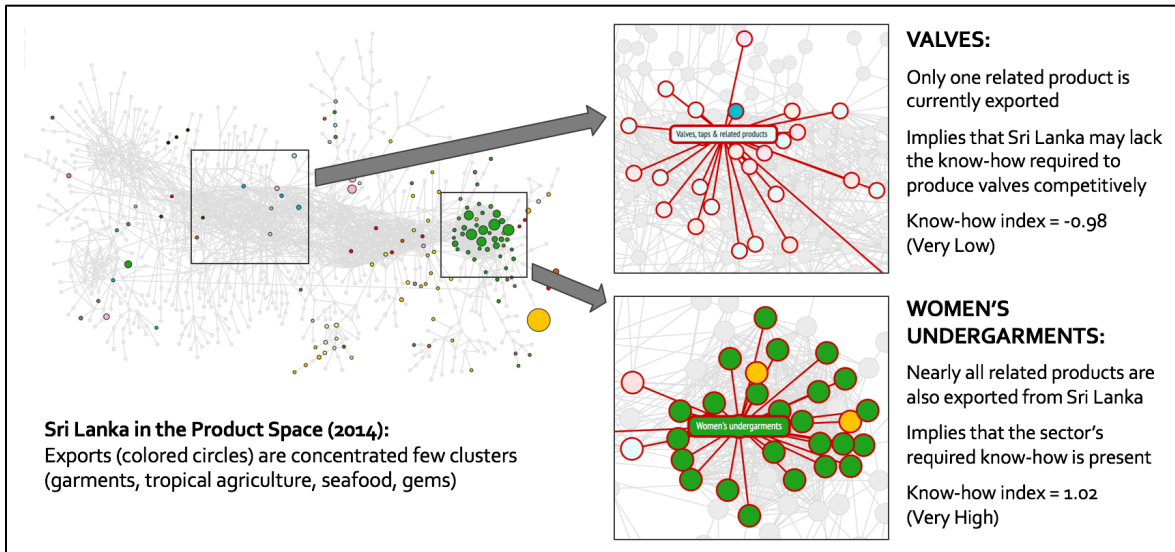 VALVES:
Only one related product is
currently exported
Implies that Sri Lanka may lack
the know-how required to
produce valves competitively
Know-how index = -0.98
(Very Low)
Valves, taps & related products
WOMEN'S
UNDERGARMENTS:
Nearly all related products are
also exported from Sri Lanka
Implies that the sector's
required know-how is present
Know-how index = 1.02
(Very High)
Women's undergarments
Sri Lanka in the Product Space (2014):
Exports (colored circles) are concentrated few clusters
(garments, tropical agriculture, seafood, gems)